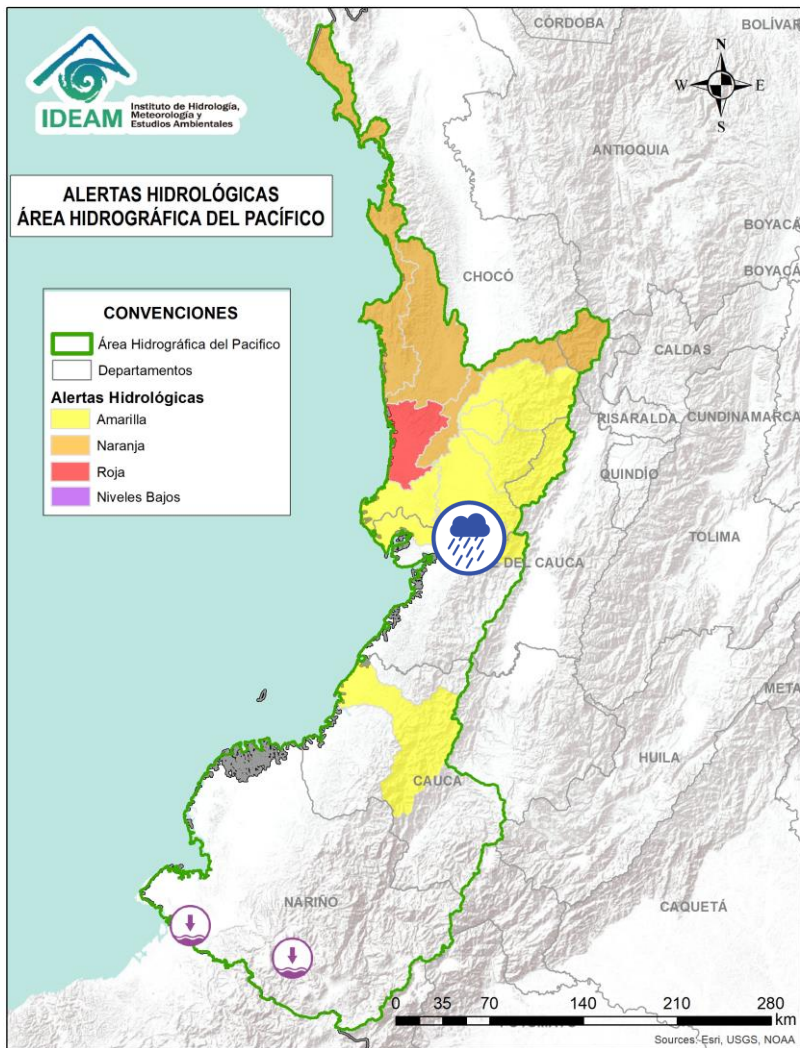 IDEAM
Instituto de Hidrología,
Meteorología y
Estudios Ambientales
ALERTAS HIDROLÓGICAS
ÁREA HIDROGRÁFICA DEL PACÍFICO
CONVENCIONES
Área Hidrográfica del Pacifico
Departamentos
Alertas Hidrológicas
Amarilla
Naranja
Roja
Niveles Bajos
N
W
E
S
CÓRDOBA
BOLÍVAR
ANTIOQUIA
BOYACÁ
BOYACÁ
CHOCÓ
CALDAS
RISARALDA
CUNDINAMARCA
QUINDÍO
TOLIMA
DEL CAUCA
META
HUILA
CAUCA
NARIÑO
CAQUETÁ
0 35 70 140 210 280
km
Sources: Esri, USGS, NOAA